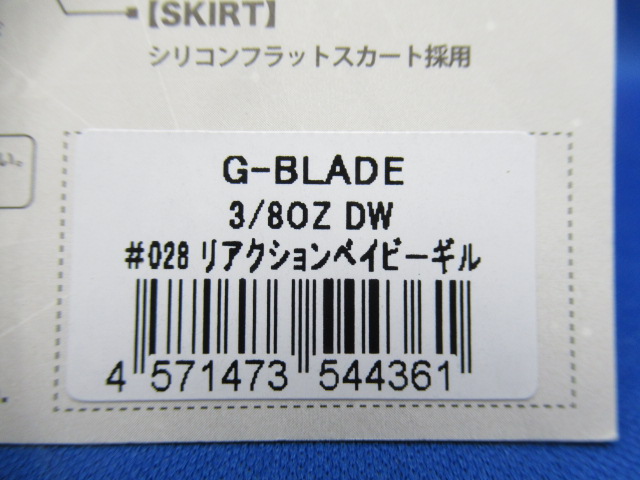 【SKIRT】
シリコンフラットスカート採用
い。
G-BLADE
3/8OZ DW
#028 リアクションベイビーギル
4 571473 544361